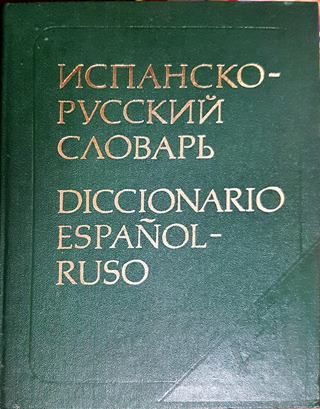 ИСПАНСКО-
РУССКИЙ
СЛОВАРЬ
DICCIONARIO
ESPAÑOL-
RUSO